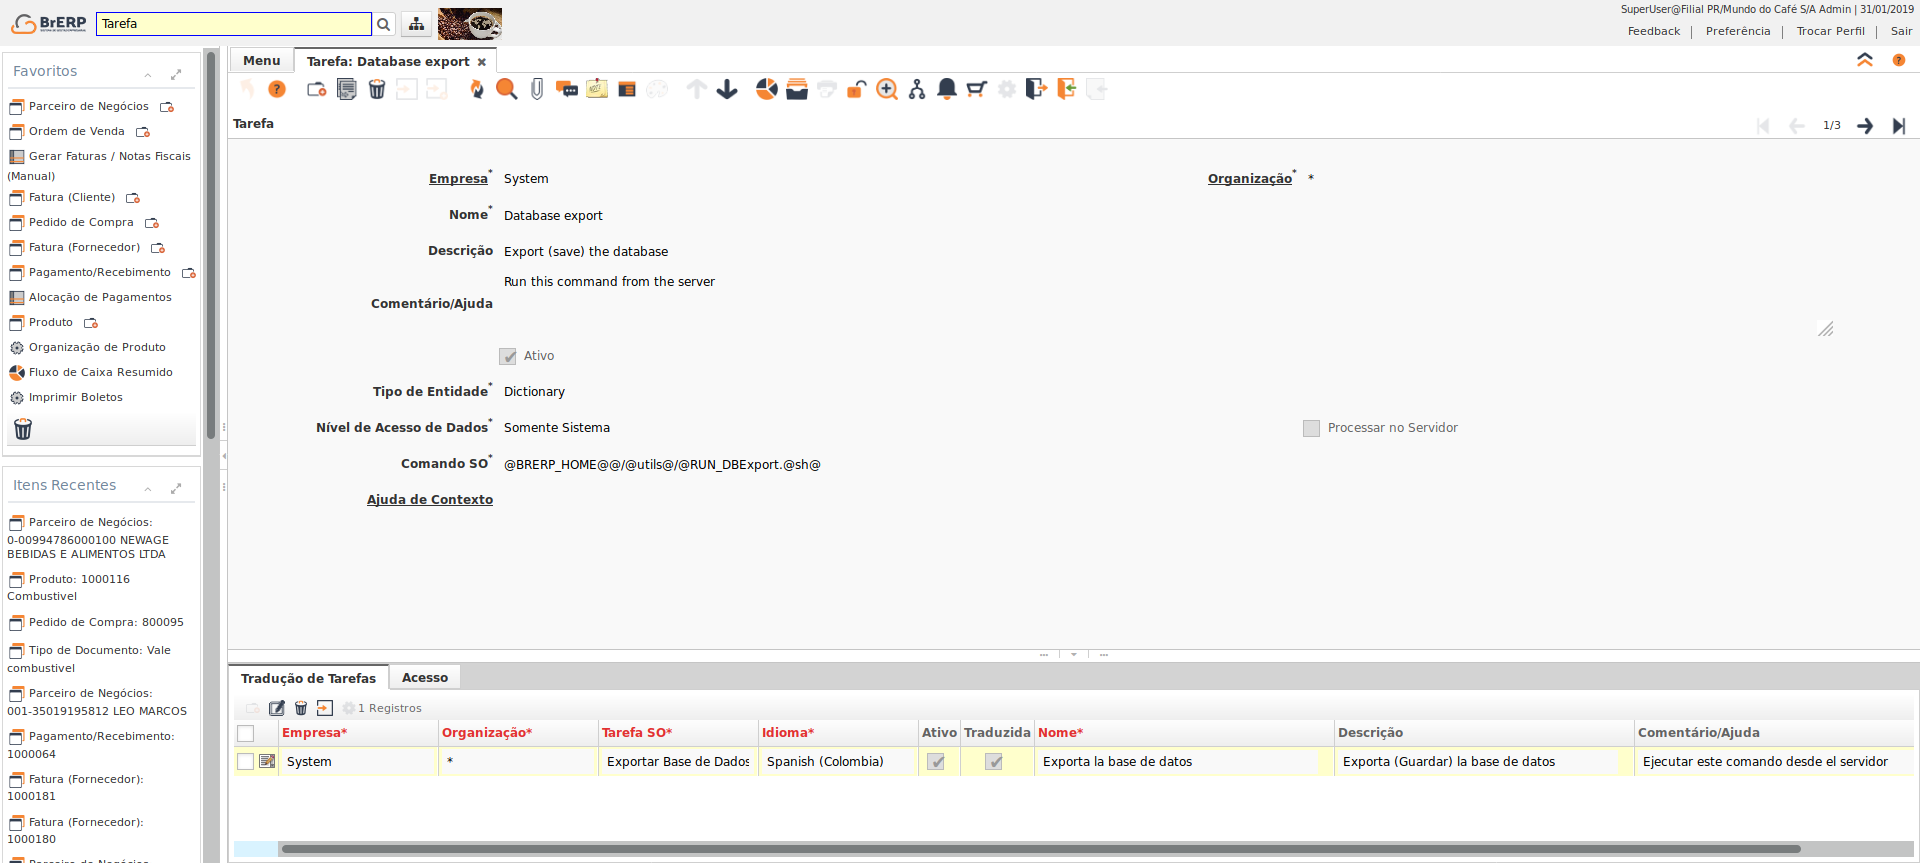 BrERP
Tarefa
SuperUser@Filial PR/Mundo do Café S/A Admin | 31/01/2019
Feedback | Preferência | Trocar Perfil | Sair
Favoritos
Parceiro de Negócios
Ordem de Venda
Gerar Faturas / Notas Fiscais
(Manual)
Fatura (Cliente)
Pedido de Compra
Fatura (Fornecedor)
Pagamento/Recebimento
Alocação de Pagamentos
Produto
Organização de Produto
Fluxo de Caixa Resumido
Imprimir Boletos
Itens Recentes
Parceiro de Negócios:
0-00994786000100 NEWAGE
BEBIDAS E ALIMENTOS LTDA
Produto: 1000116
Combustivel
Pedido de Compra: 800095
Tipo de Documento: Vale
combustivel
Parceiro de Negócios:
001-35019195812 LEO MARCOS
Pagamento/Recebimento:
1000064
Fatura (Fornecedor):
1000181
Fatura (Fornecedor):
1000180
Parceiro de Negócios
Menu
Tarefa: Database export
Tarefa
1/3
Empresa* System
Organização* *
Nome* Database export
Descrição Export (save) the database
Comentário/Ajuda Run this command from the server
Ativo
Tipo de Entidade* Dictionary
Nível de Acesso de Dados* Somente Sistema
Processar no Servidor
Comando SO* @BRERP_HOME@@/@utils@/@RUN_DBExport.@sh@
Ajuda de Contexto
Tradução de Tarefas
Acesso
1 Registros
Empresa* Organização* Tarefa SO* Idioma* Ativo Traduzida Nome* Descrição Comentário/Ajuda
System * Exportar Base de Dados Spanish (Colombia) Exporta la base de datos Exporta (Guardar) la base de datos Ejecutar este comando desde el servidor